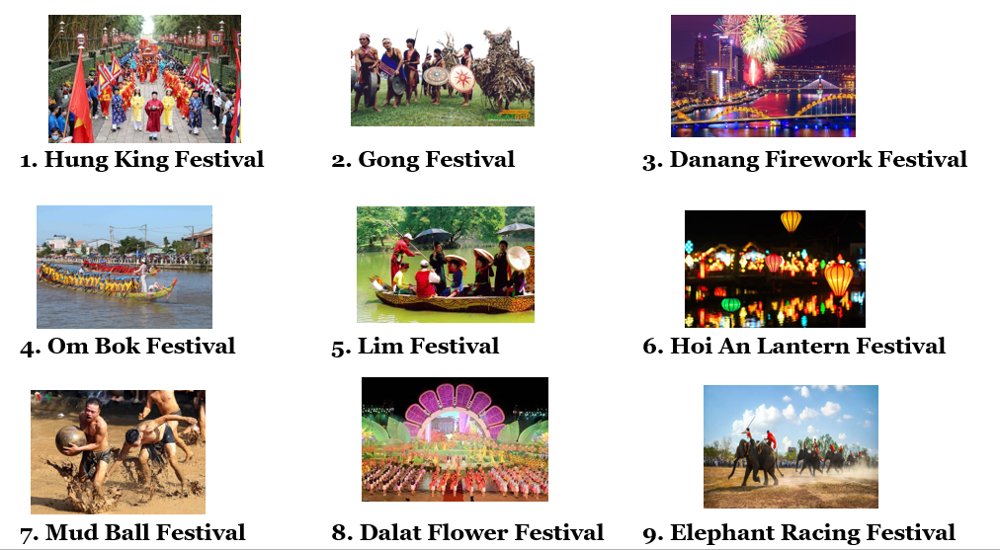 1. Hung King Festival
2. Gong Festival
3. Danang Firework Festival
4. Om Bok Festival
5. Lim Festival
6. Hoi An Lantern Festival
7. Mud Ball Festival
8. Dalat Flower Festival
9. Elephant Racing Festival